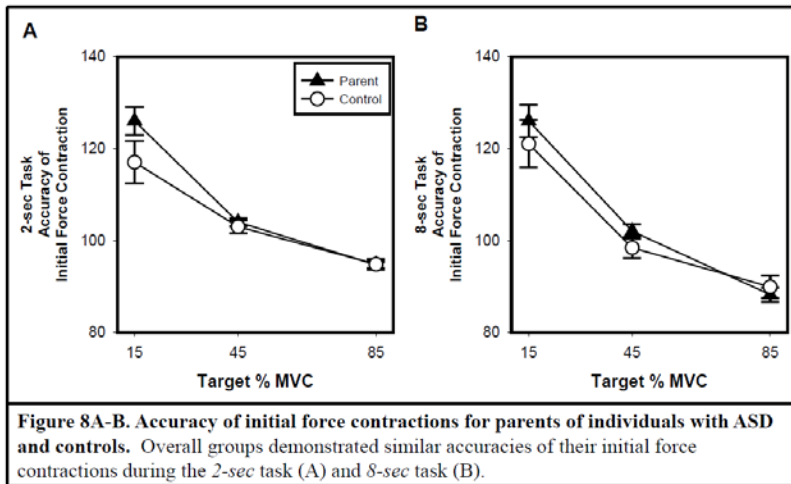 A
140
120
100
80
2-sec Task
Accuracy of
Initial Force Contraction
Parent
Control
15 45 85
Target % MVC
B
140
120
100
80
8-sec Task
Accuracy of
Initial Force Contraction
15 45 85
Target % MVC
Figure 8A-B. Accuracy of initial force contractions for parents of individuals with ASD
and controls. Overall groups demonstrated similar accuracies of their initial force
contractions during the 2-sec task (A) and 8-sec task (B).